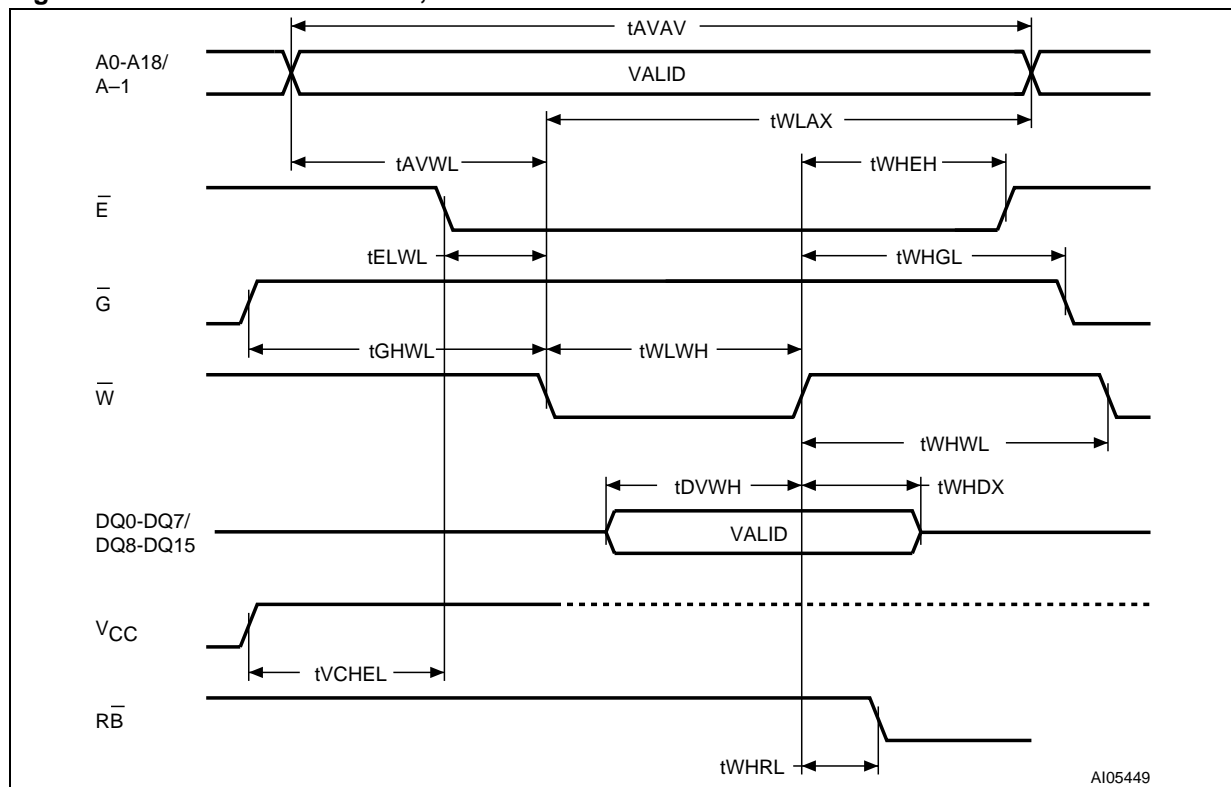 tAVAV
A0-A18/
A–1
VALID
tWLAX
tAVWL
tWHEH
E̅
tELWL
tWHGL
G̅
tGHWL
tWLWH
W̅
tWHWL
tDVWH
tWHDX
DQ0-DQ7/
DQ8-DQ15
VALID
VCC
tVCHEL
RB̅
tWHRL
AI05449